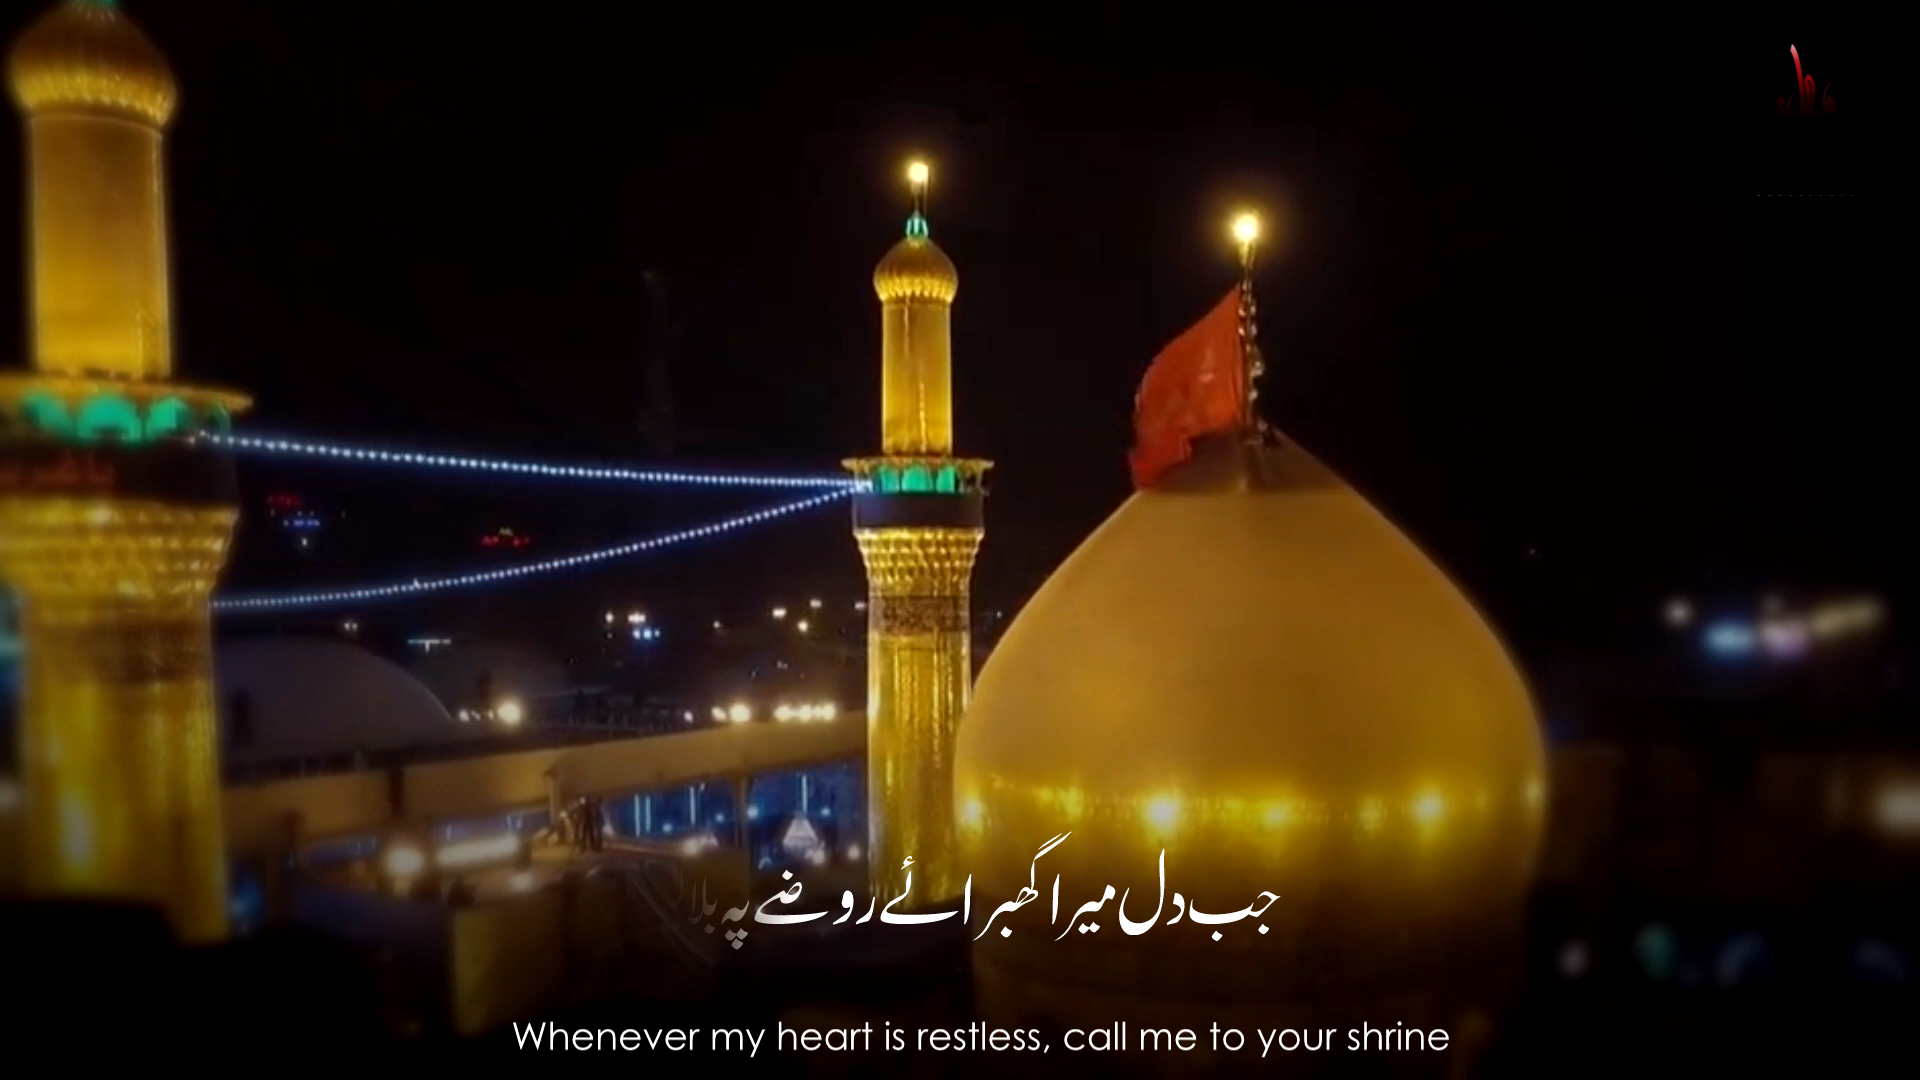 جب دل میرا گھبرائے روضے پہ بلا
Whenever my heart is restless, call me to your shrine